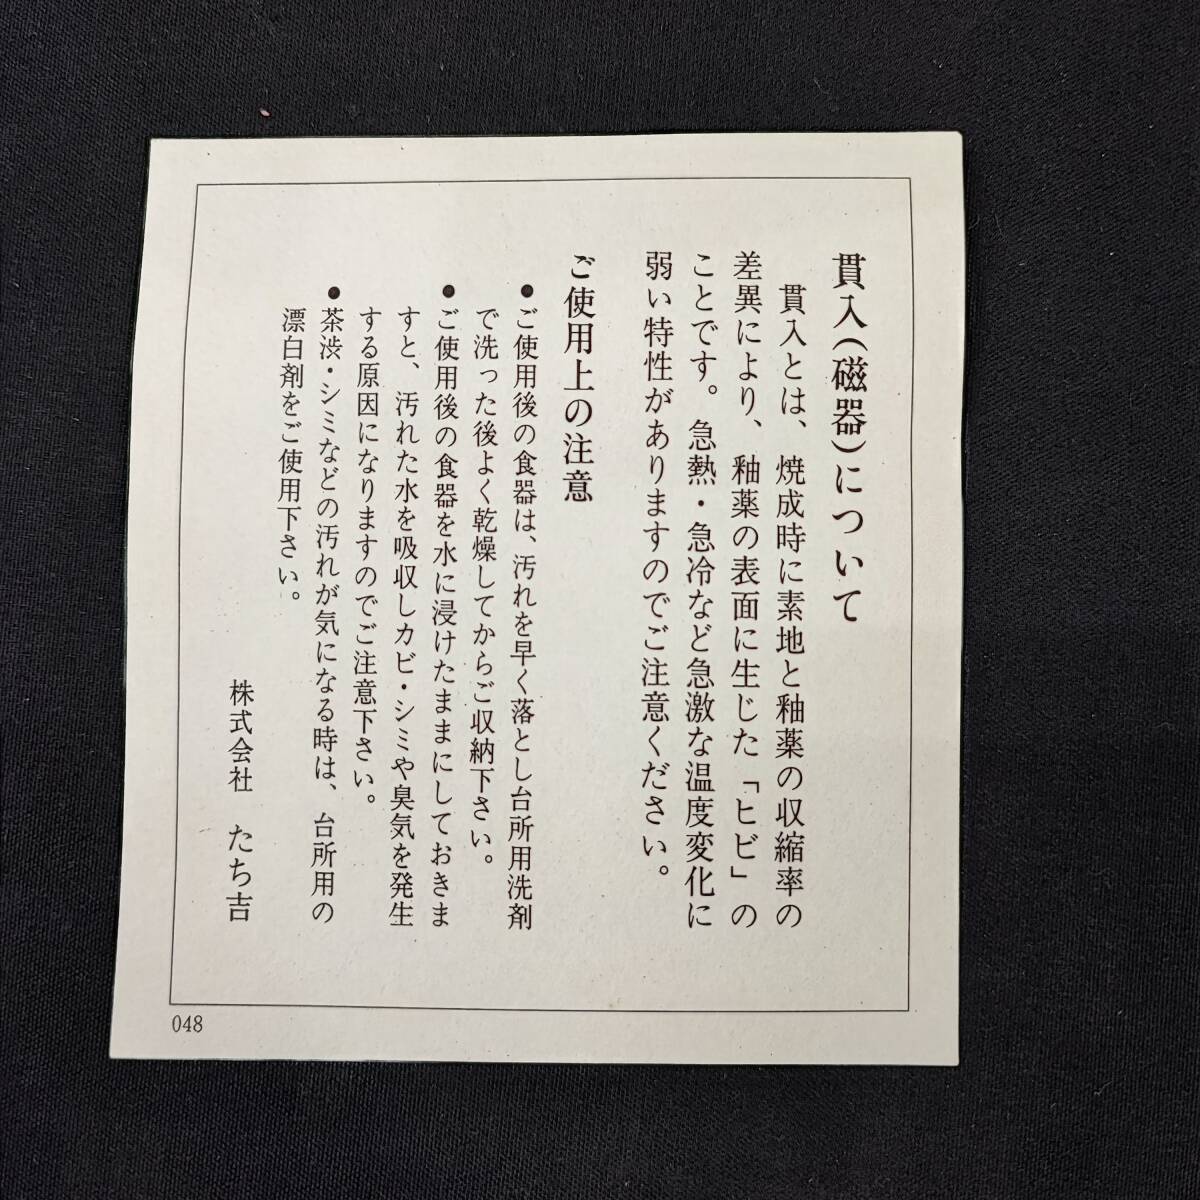 貫入(磁器)について
貫入とは、焼成時に素地と釉薬の収縮率の
差異により、釉薬の表面に生じた「ヒビ」の
ことです。急熱・急冷など急激な温度変化に
弱い特性がありますのでご注意ください。
ご使用上の注意
●ご使用後の食器は、汚れを早く落とし台所用洗剤
で洗った後よく乾燥してからご収納下さい。
●ご使用後の食器を水に浸けたままにしておきま
すと、汚れた水を吸収しカビ・シミや臭気を発生
する原因になりますのでご注意下さい。
●茶渋・シミなどの汚れが気になる時は、台所用の
漂白剤をご使用下さい。
株式会社 たち吉
048